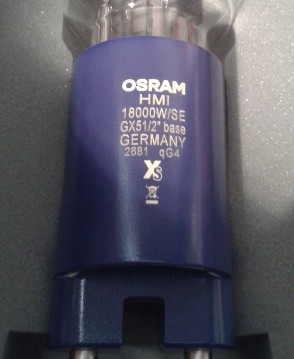 OSRAM
HMI
18000W/SE
GX51/2" base
GERMANY
2681 qG4
XS